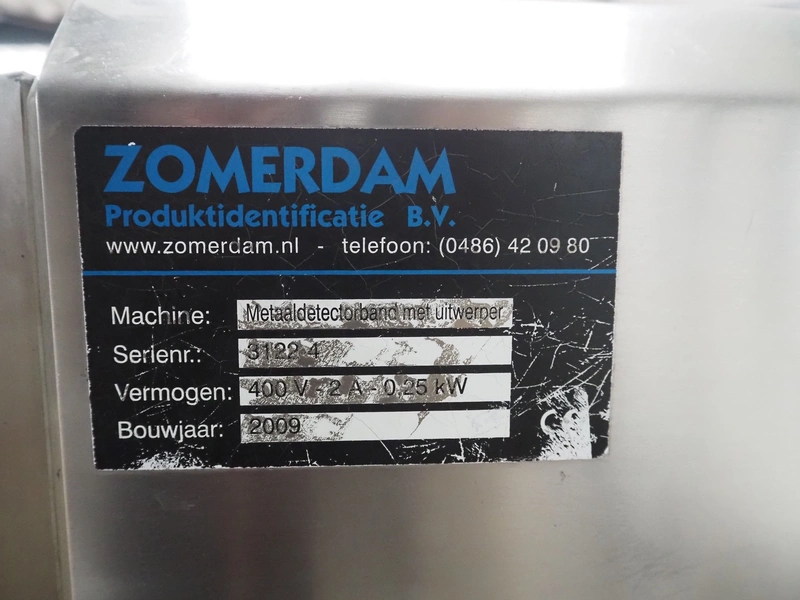 ZOMERDAM
Produktidentificatie B.V.
www.zomerdam.nl - telefoon: (0486) 42 09 80
Machine: Metaaldetectorband met uitwerper
Serienr.: 3122 4
Vermogen: 400 V - 2 A - 0,25 kW
Bouwjaar: 2009
CE